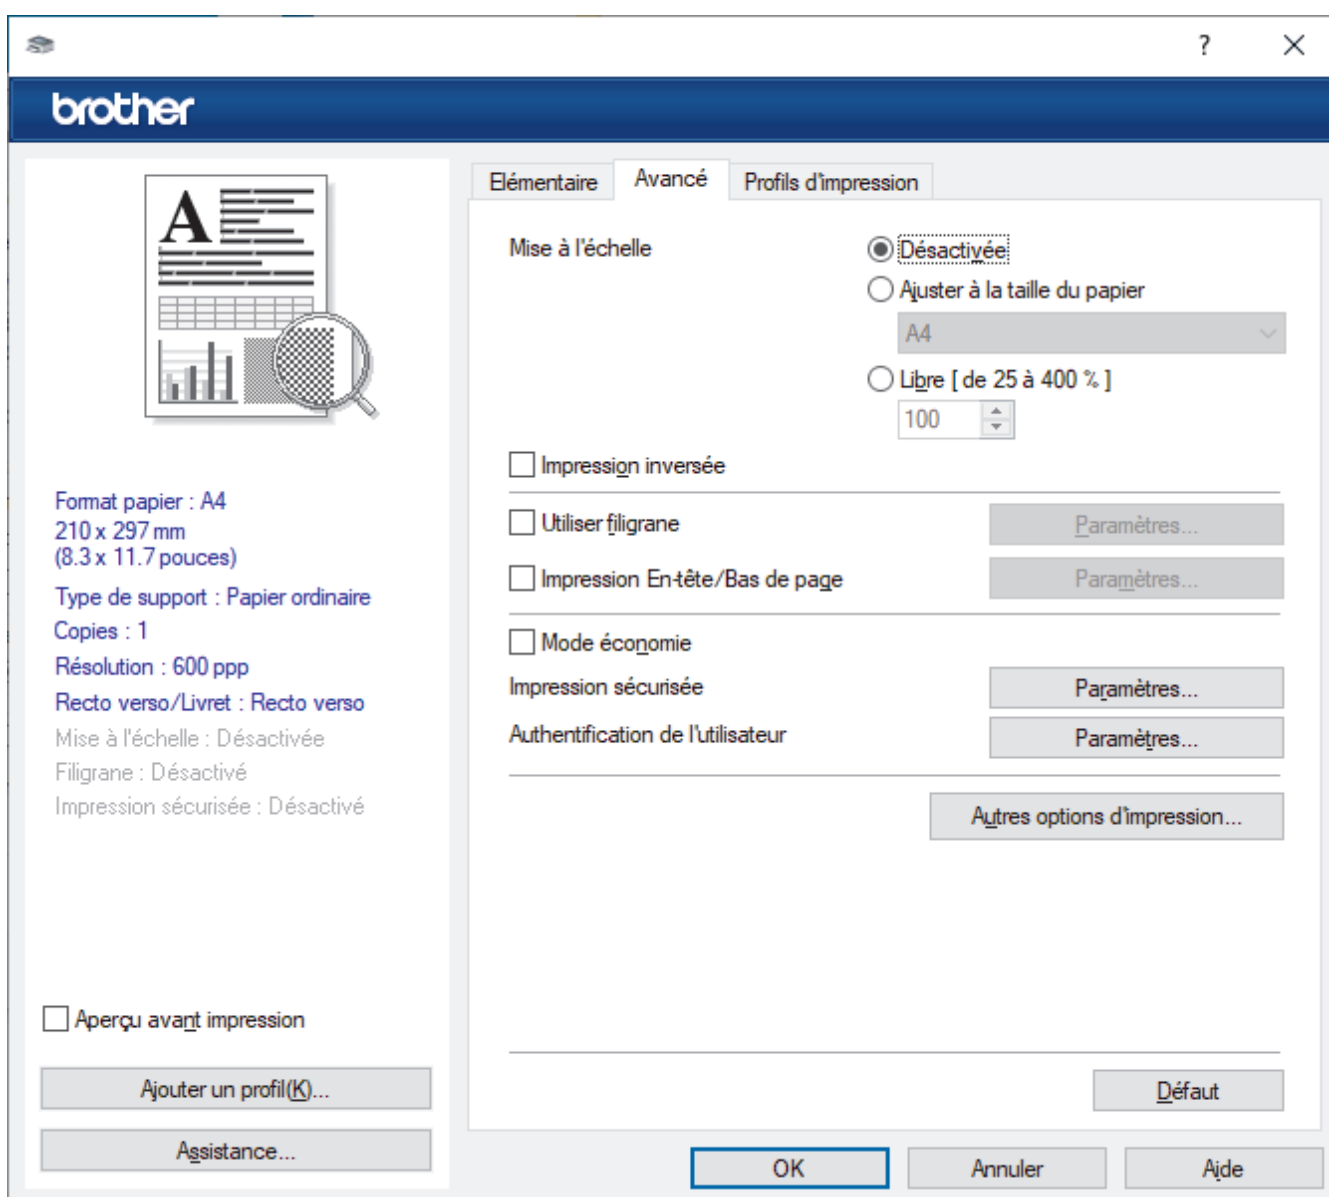 ?
brother
A
Format papier : A4
210 x 297 mm
(8.3 x 11.7 pouces)
Type de support : Papier ordinaire
Copies : 1
Résolution : 600 ppp
Recto verso/Livret : Recto verso
Mise à l'échelle : Désactivée
Filigrane : Désactivé
Impression sécurisée : Désactivé
Aperçu avant impression
Ajouter un profil(K)...
Assistance...
Elémentaire Avancé Profils d'impression
Mise à l'échelle Désactivée
Ajuster à la taille du papier
A4
Libre [ de 25 à 400 % ]
100
Impression inversée
Utiliser filigrane Paramètres...
Impression En-tête/Bas de page Paramètres...
Mode économie
Impression sécurisée Paramètres...
Authentification de l'utilisateur Paramètres...
Autres options d'impression...
Défaut
OK Annuler Aide